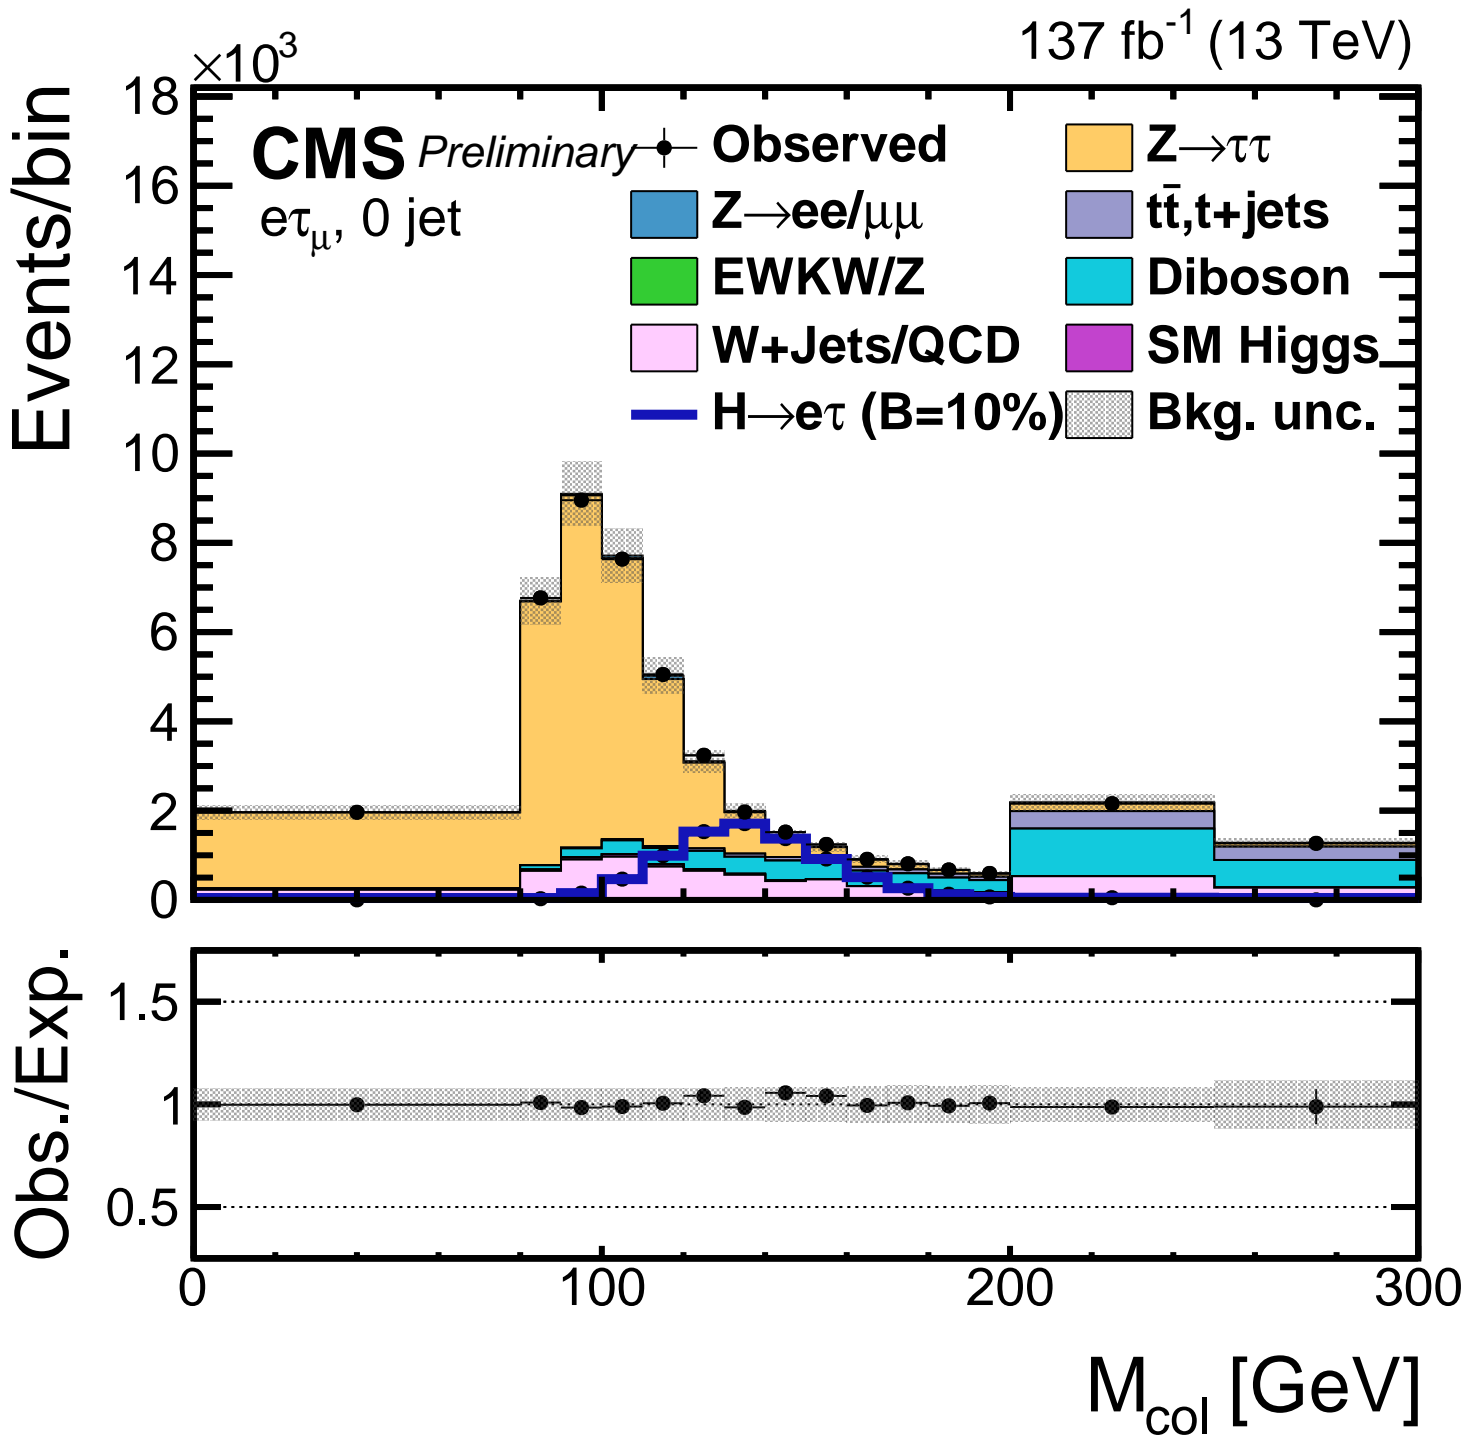 ×10³
137 fb⁻¹ (13 TeV)
Events/bin
CMS Preliminary
eτμ, 0 jet
Observed
Z→ττ
Z→ee/μμ
tt̄,t+jets
EWKW/Z
Diboson
W+Jets/QCD
SM Higgs
H→eτ (B=10%)
Bkg. unc.
18
16
14
12
10
8
6
4
2
0
Obs./Exp.
1.5
1
0.5
0 100 200 300
M_col [GeV]